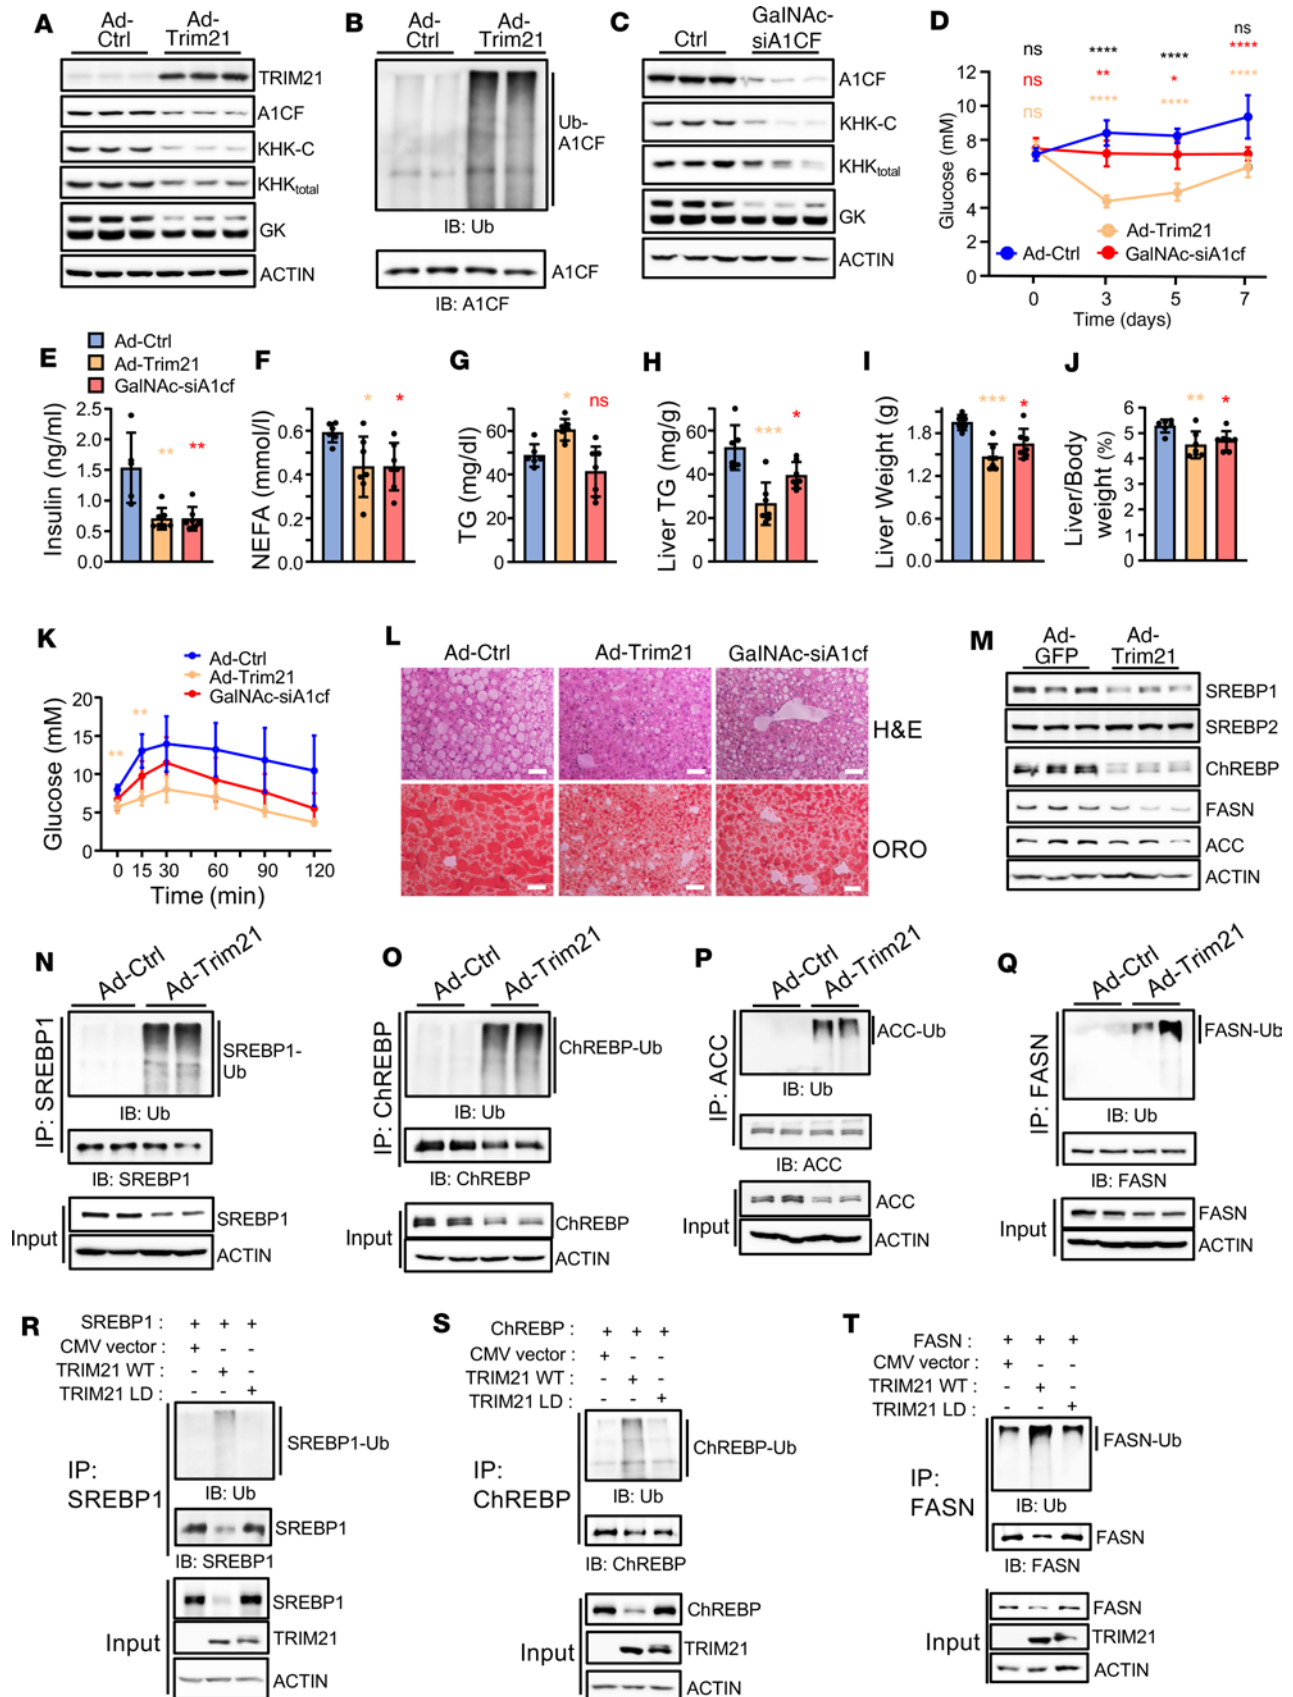 A
Ad-
Ctrl
Ad-
Trim21
TRIM21
A1CF
KHK-C
KHKtotal
GK
ACTIN
B
Ad-
Ctrl
Ad-
Trim21
Ub-
A1CF
IB: Ub
A1CF
IB: A1CF
C
Ctrl
GalNAc-
siA1CF
A1CF
KHK-C
KHKtotal
GK
ACTIN
D
ns **** **** ns
ns ** * ****
ns **** **** ****
Glucose (mM)
12
10
8
6
4
2
0
Ad-Trim21
Ad-Ctrl
GalNAc-siA1cf
0 3 5 7
Time (days)
E
Ad-Ctrl
Ad-Trim21
GalNAc-siA1cf
Insulin (ng/ml)
2.5
2.0
1.5
1.0
0.5
0.0
** **
F
NEFA (mmol/l)
0.6
0.4
0.2
0.0
* *
G
TG (mg/dl)
60
40
20
0
* ns
H
Liver TG (mg/g)
60
40
20
0
*** *
I
Liver Weight (g)
1.8
1.2
0.6
0.0
*** *
J
Liver/Body
weight (%)
6
5
4
3
2
1
0
** *
K
Ad-Ctrl
Ad-Trim21
GalNAc-siA1cf
Glucose (mM)
20
15
10
5
0
** **
0 15 30 60 90 120
Time (min)
L
Ad-Ctrl
Ad-Trim21
GalNAc-siA1cf
H&E
ORO
M
Ad-
GFP
Ad-
Trim21
SREBP1
SREBP2
ChREBP
FASN
ACC
ACTIN
N
Ad-Ctrl
Ad-Trim21
IP: SREBP1
SREBP1-
Ub
IB: Ub
IB: SREBP1
Input
SREBP1
ACTIN
O
Ad-Ctrl
Ad-Trim21
IP: ChREBP
ChREBP-Ub
IB: Ub
IB: ChREBP
Input
ChREBP
ACTIN
P
Ad-Ctrl
Ad-Trim21
IP: ACC
ACC-Ub
IB: Ub
IB: ACC
Input
ACC
ACTIN
Q
Ad-Ctrl
Ad-Trim21
IP: FASN
FASN-Ub
IB: Ub
IB: FASN
Input
FASN
ACTIN
R
SREBP1 : + + +
CMV vector : + - -
TRIM21 WT : - + -
TRIM21 LD : - - +
IP:
SREBP1
SREBP1-Ub
IB: Ub
SREBP1
IB: SREBP1
Input
SREBP1
TRIM21
ACTIN
S
ChREBP : + + +
CMV vector : + - -
TRIM21 WT : - + -
TRIM21 LD : - - +
IP:
ChREBP
ChREBP-Ub
IB: Ub
IB: ChREBP
Input
ChREBP
TRIM21
ACTIN
T
FASN : + + +
CMV vector : + - -
TRIM21 WT : - + -
TRIM21 LD : - - +
IP:
FASN
FASN-Ub
IB: Ub
FASN
IB: FASN
Input
FASN
TRIM21
ACTIN